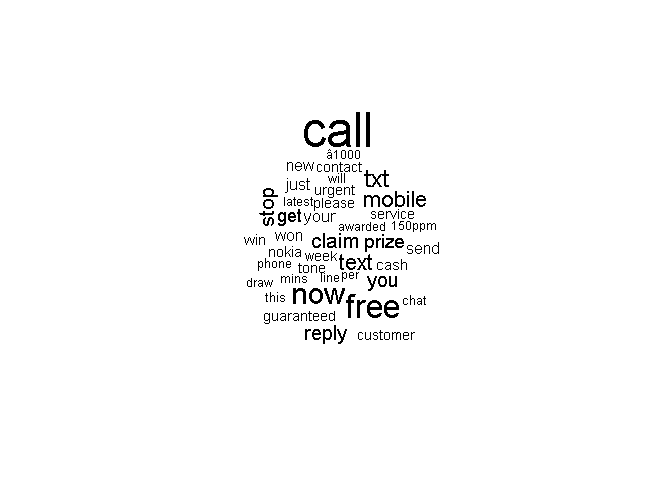 call
â1000
new contact
will
just urgent txt
latest please mobile
stop get your service
awarded 150ppm
win won claim prize send
nokia week text cash
phone tone
draw mins line per you
this now free chat
guaranteed
reply customer